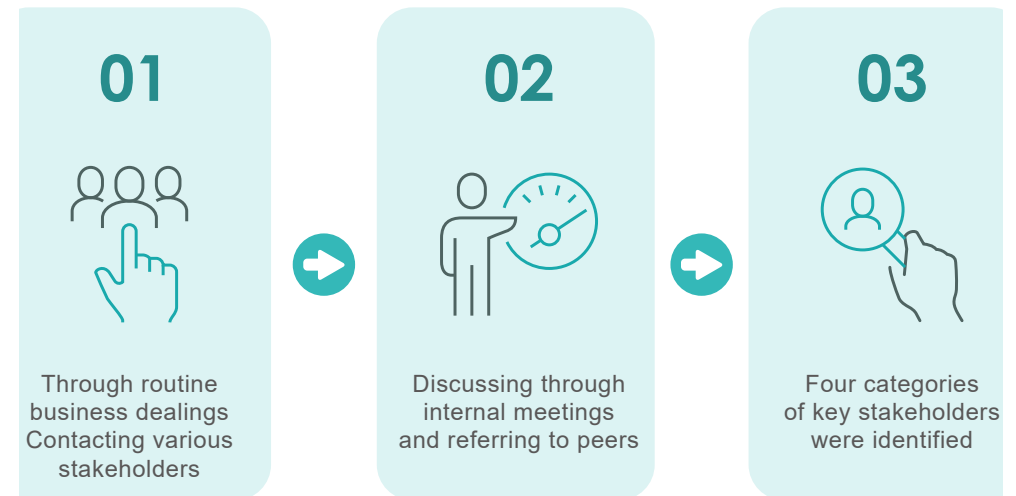 01
Through routine
business dealings
Contacting various
stakeholders
02
Discussing through
internal meetings
and referring to peers
03
Four categories
of key stakeholders
were identified